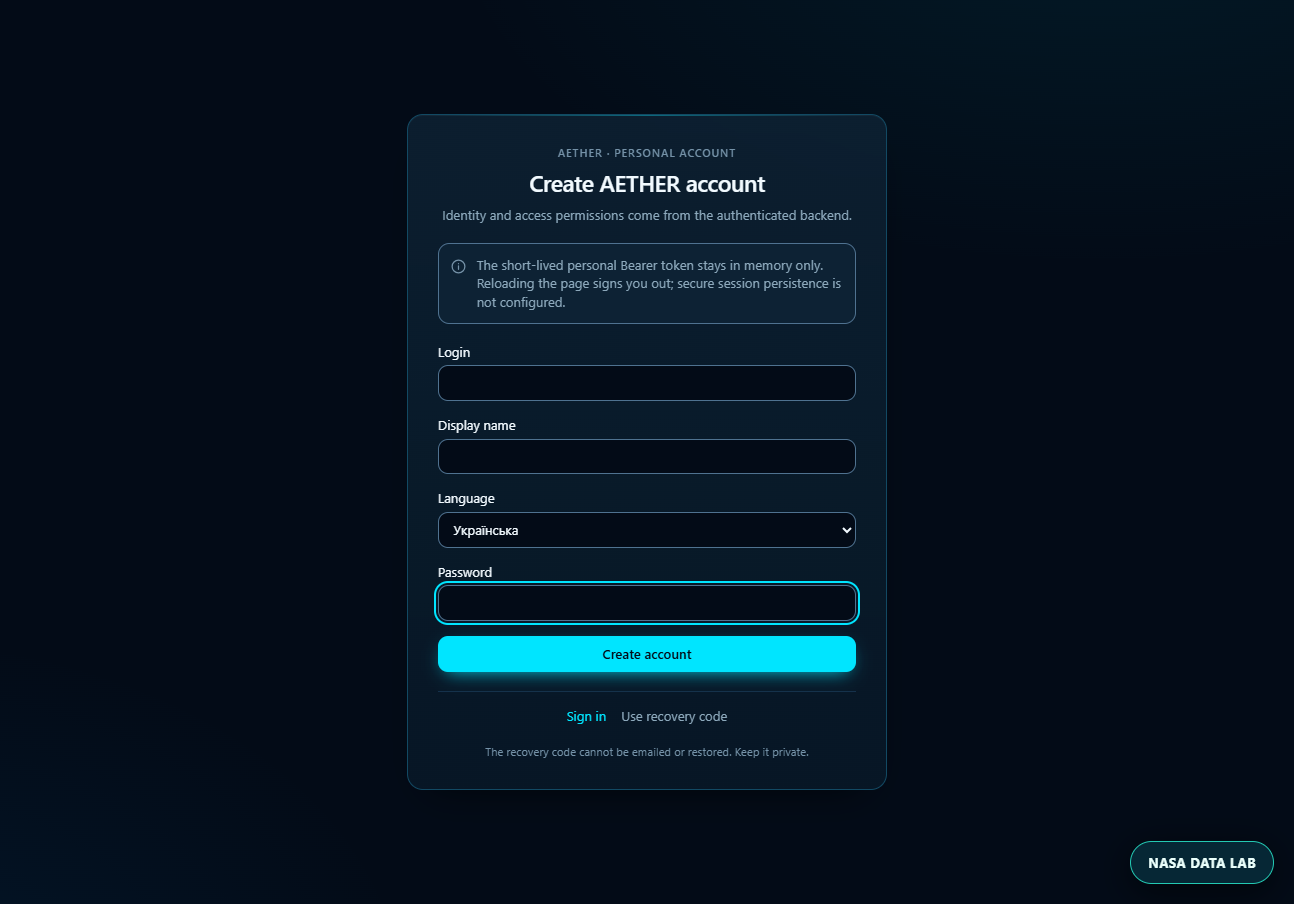 AETHER · PERSONAL ACCOUNT
Create AETHER account
Identity and access permissions come from the authenticated backend.
The short-lived personal Bearer token stays in memory only.
Reloading the page signs you out; secure session persistence is
not configured.
Login
Display name
Language
Українська
Password
Create account
Sign in Use recovery code
The recovery code cannot be emailed or restored. Keep it private.
NASA DATA LAB